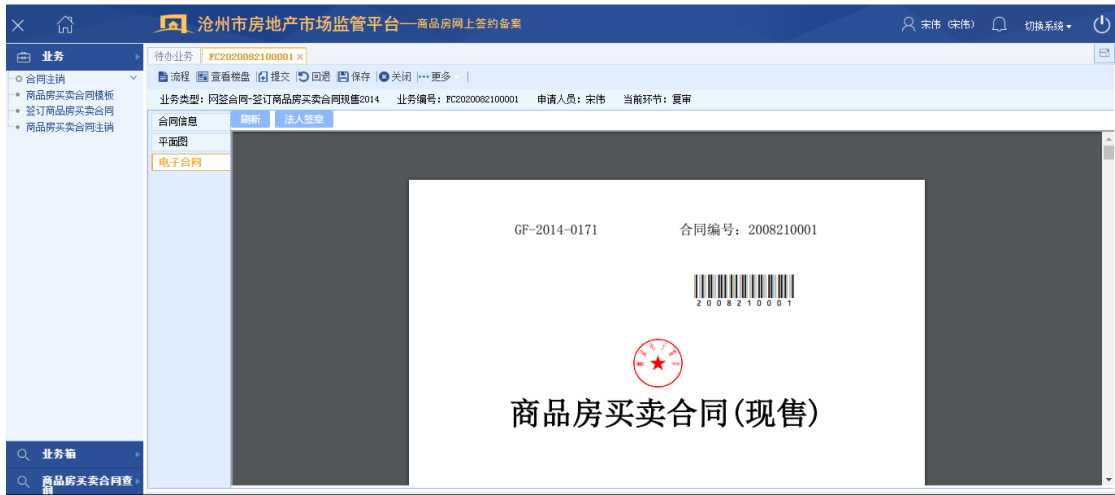 沧州市房地产市场监管平台—商品房网上签约备案
宋伟（宋伟）
切换系统
业务
合同注销
商品房买卖合同模板
签订商品房买卖合同
商品房买卖合同注销
待办业务
FC2020082100001 ×
流程 查看楼盘 提交 回退 保存 关闭 更多
业务类型：网签合同-签订商品房买卖合同现售2014 业务编号：FC2020082100001 申请人员：宋伟 当前环节：复审
合同信息
平面图
电子合同
刷新 法人签章
GF-2014-0171 合同编号：2008210001
2008210001
商品房买卖合同(现售)
业务箱
商品房买卖合同查询